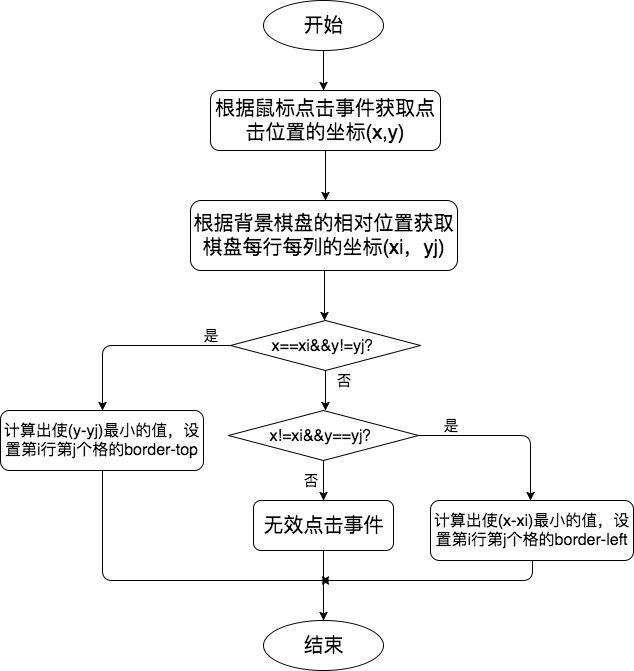 开始
根据鼠标点击事件获取点
击位置的坐标(x,y)
根据背景棋盘的相对位置获取
棋盘每行每列的坐标(xi，yj)
是
x==xi&&y!=yj?
否
计算出使(y-yj)最小的值，设
置第i行第j个格的border-top
x!=xi&&y==yj?
是
否
无效点击事件
计算出使(x-xi)最小的值，设
置第i行第j个格的border-left
结束